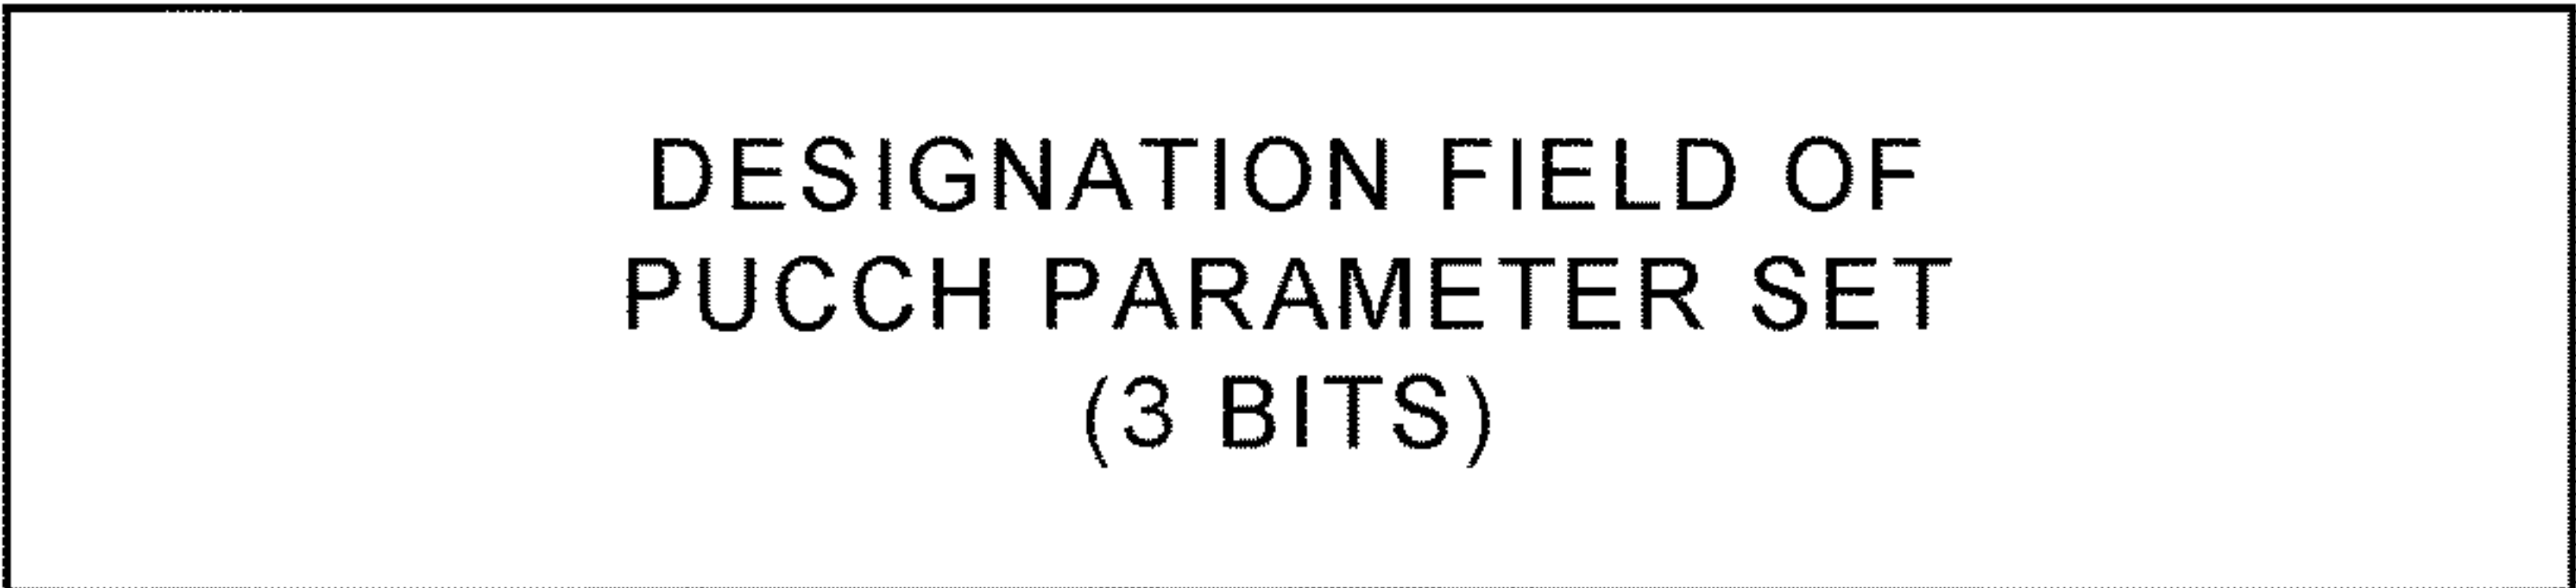 DESIGNATION FIELD OF
PUCCH PARAMETER SET
(3 BITS)